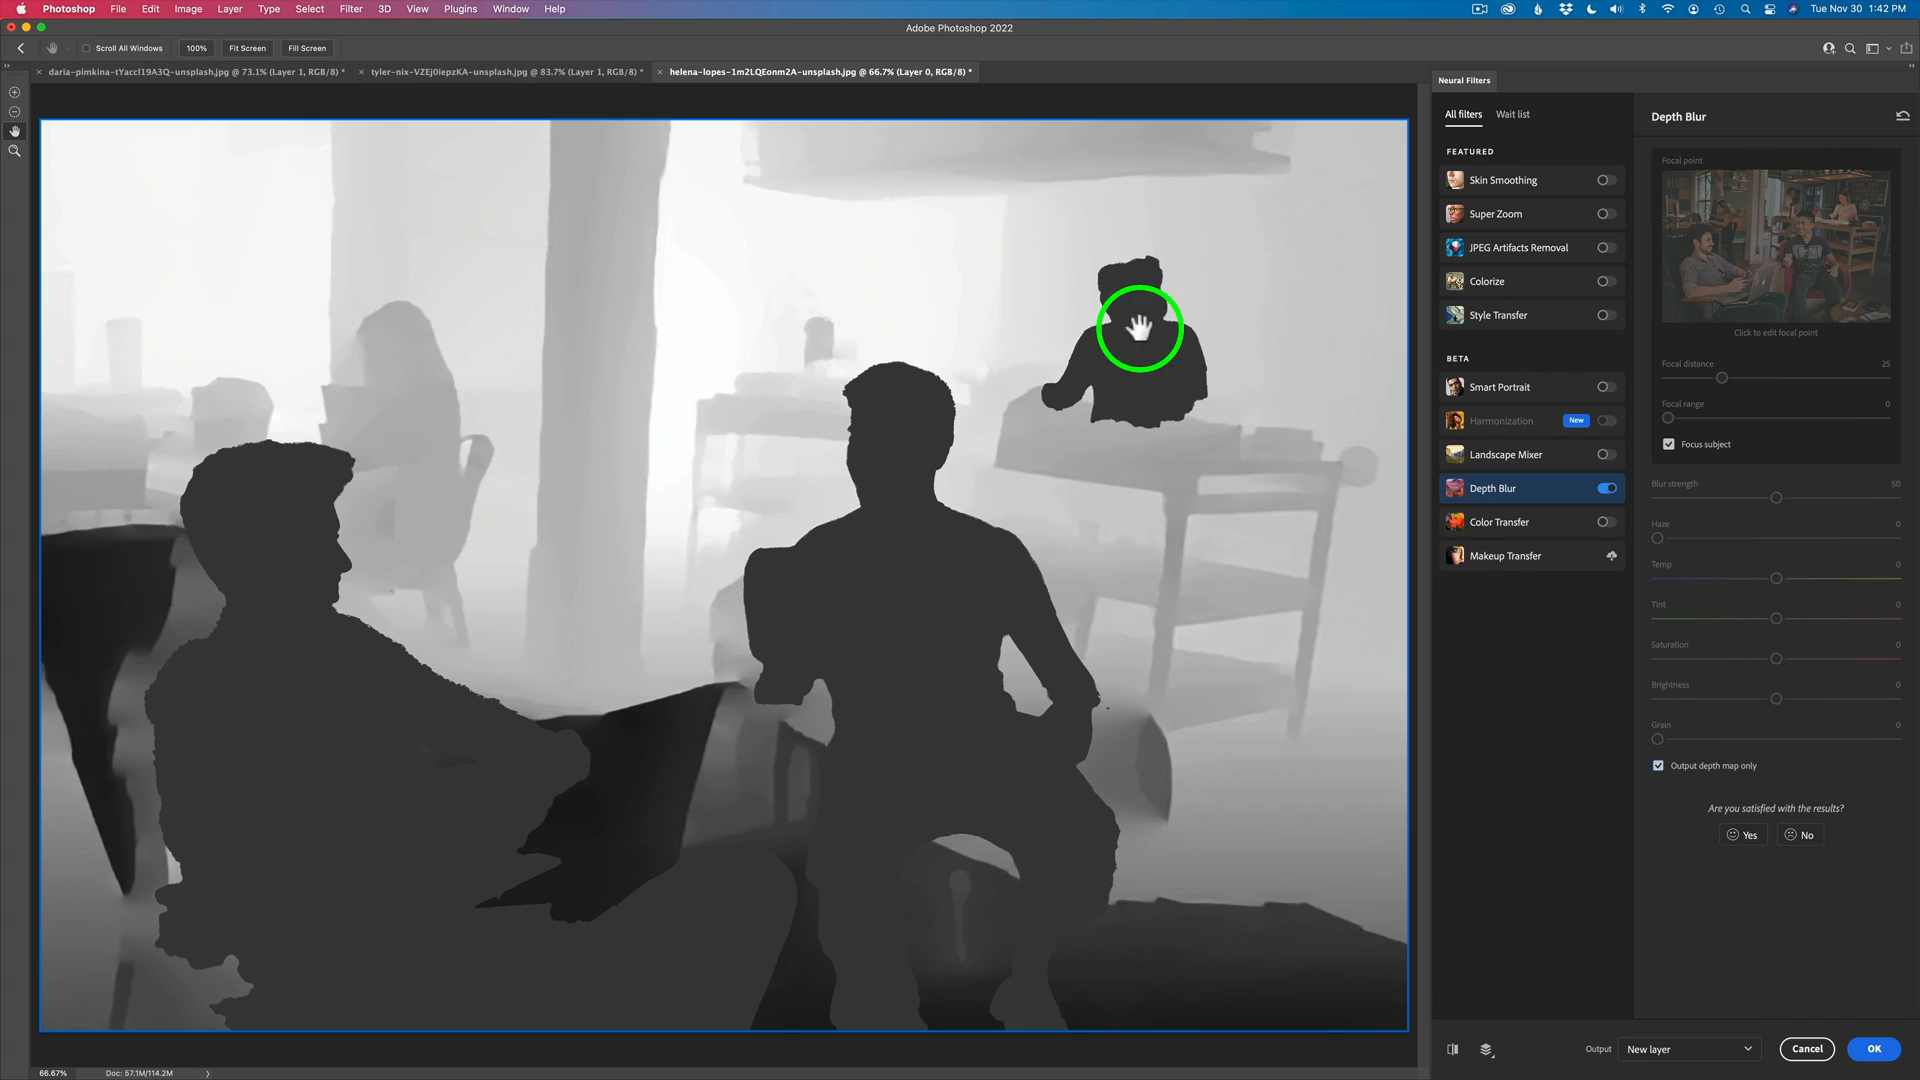 Photoshop File Edit Image Layer Type Select Filter 3D View Plugins Window Help Tue Nov 30 1:42 PM
Adobe Photoshop 2022
Scroll All Windows 100% Fit Screen Fill Screen
daria-pimkina-tYaccl19A3Q-unsplash.jpg @ 73.1% (Layer 1, RGB/8) * tyler-nix-VZEj0iepzKA-unsplash.jpg @ 83.7% (Layer 1, RGB/8) * helena-lopes-1m2LQEonm2A-unsplash.jpg @ 66.7% (Layer 0, RGB/8) *
Neural Filters
All filters Wait list
FEATURED
Skin Smoothing
Super Zoom
JPEG Artifacts Removal
Colorize
Style Transfer
BETA
Smart Portrait
Harmonization New
Landscape Mixer
Depth Blur
Color Transfer
Makeup Transfer
Depth Blur
Focal point
Click to edit focal point
Focal distance 25
Focal range 0
Focus subject
Blur strength 50
Haze 0
Temp 0
Tint 0
Saturation 0
Brightness 0
Grain 0
Output depth map only
Are you satisfied with the results?
Yes No
Output New layer Cancel OK
66.67% Doc: 57.1M/114.2M